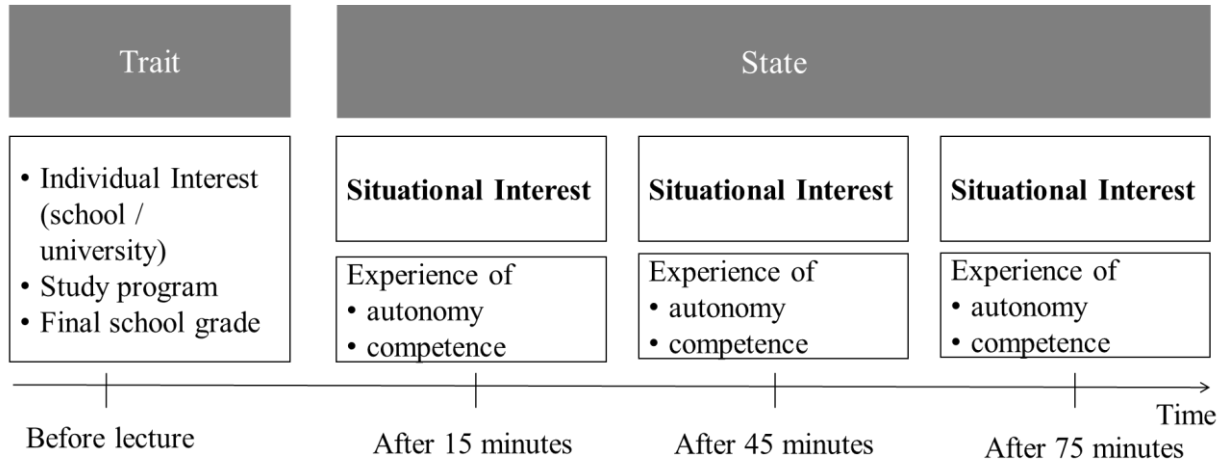 Trait
State
• Individual Interest
(school /
university)
• Study program
• Final school grade
Situational Interest
Experience of
• autonomy
• competence
Situational Interest
Experience of
• autonomy
• competence
Situational Interest
Experience of
• autonomy
• competence
Time
Before lecture
After 15 minutes
After 45 minutes
After 75 minutes